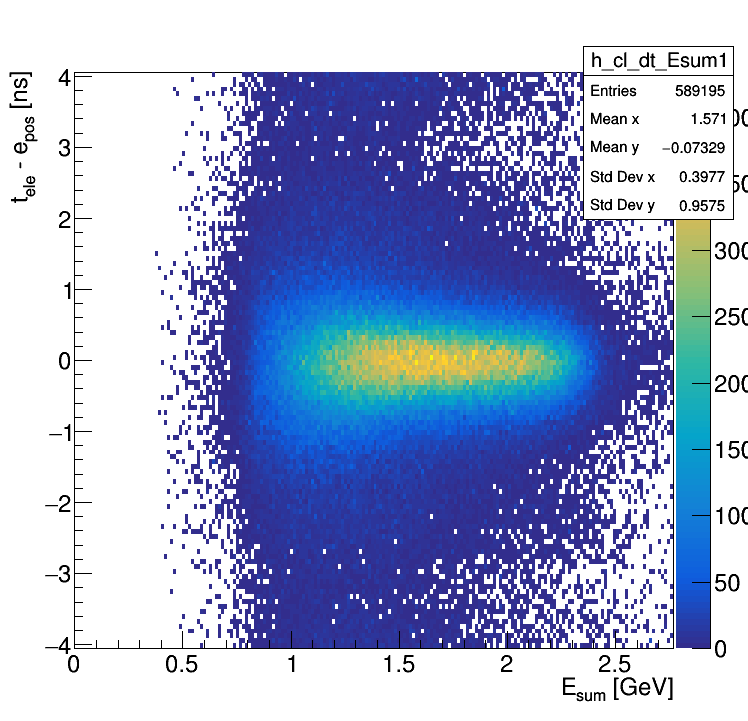 h_cl_dt_Esum1
Entries 589195
Mean x 1.571
Mean y −0.07329
Std Dev x 0.3977
Std Dev y 0.9575
t_ele - e_pos [ns]
4
3
2
1
0
−1
−2
−3
−4
0 0.5 1 1.5 2 2.5
E_sum [GeV]
300
250
200
150
100
50
0